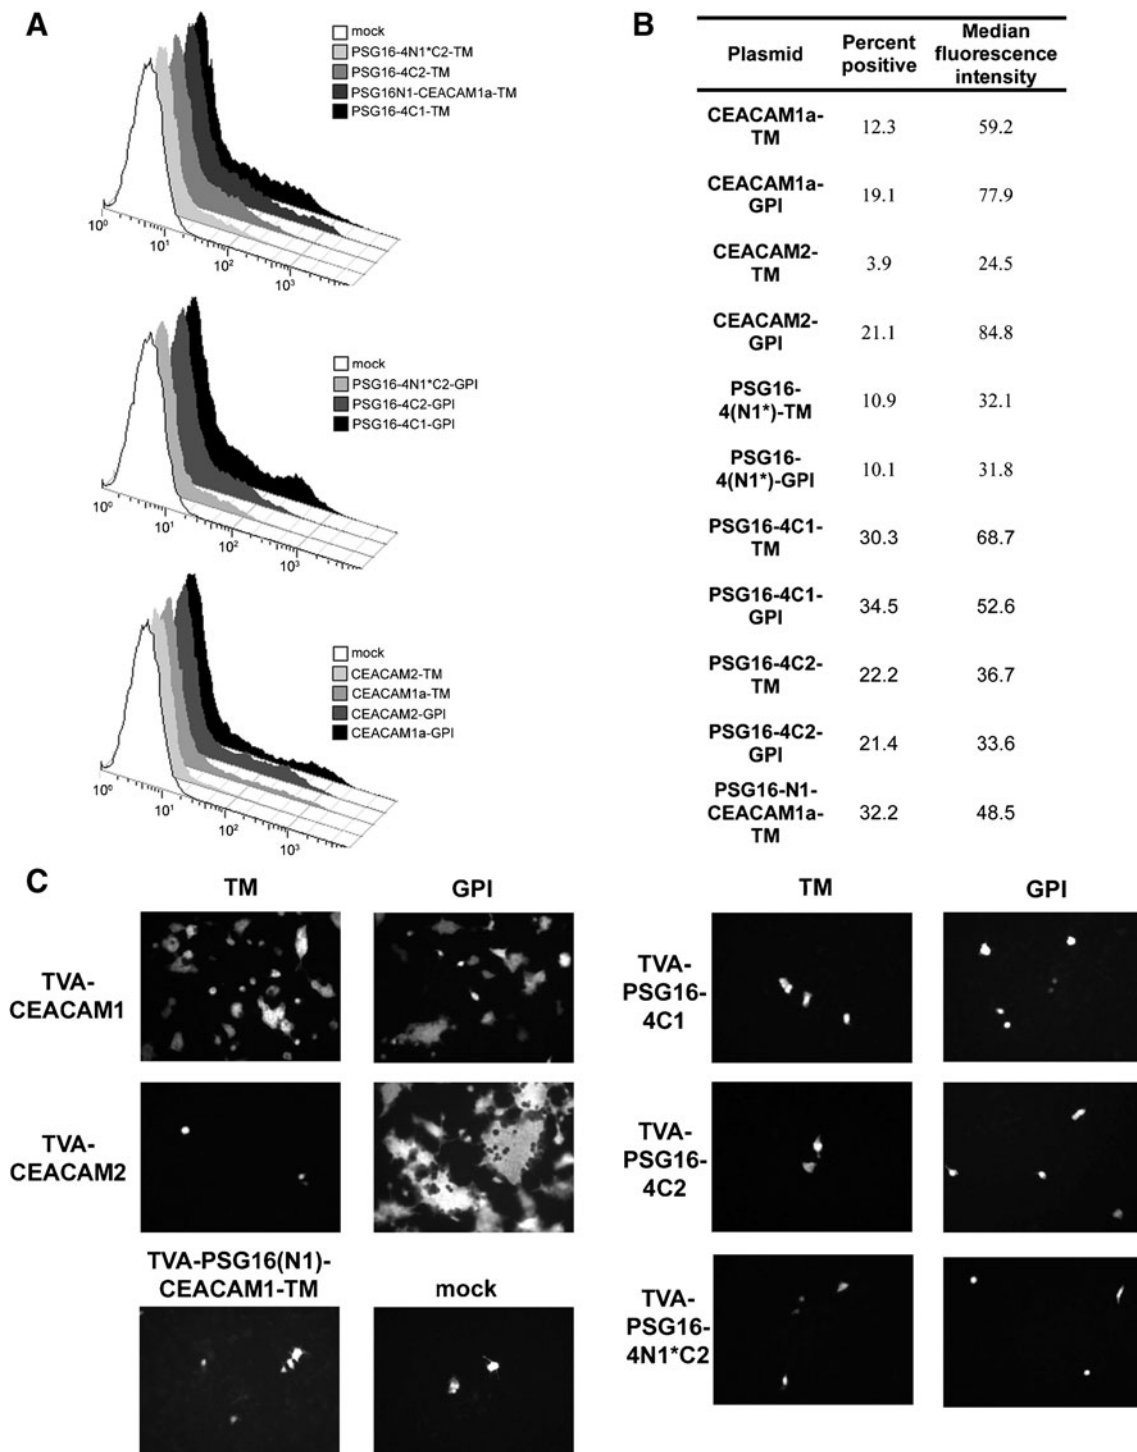 A
mock
PSG16-4N1*C2-TM
PSG16-4C2-TM
PSG16N1-CEACAM1a-TM
PSG16-4C1-TM
10⁰
10¹
10²
10³
mock
PSG16-4N1*C2-GPI
PSG16-4C2-GPI
PSG16-4C1-GPI
10⁰
10¹
10²
10³
mock
CEACAM2-TM
CEACAM1a-TM
CEACAM2-GPI
CEACAM1a-GPI
10⁰
10¹
10²
10³
B
Plasmid
Percent
positive
Median
fluorescence
intensity
CEACAM1a-
TM
12.3
59.2
CEACAM1a-
GPI
19.1
77.9
CEACAM2-
TM
3.9
24.5
CEACAM2-
GPI
21.1
84.8
PSG16-
4(N1*)-TM
10.9
32.1
PSG16-
4(N1*)-GPI
10.1
31.8
PSG16-4C1-
TM
30.3
68.7
PSG16-4C1-
GPI
34.5
52.6
PSG16-4C2-
TM
22.2
36.7
PSG16-4C2-
GPI
21.4
33.6
PSG16-N1-
CEACAM1a-
TM
32.2
48.5
C
TM
GPI
TVA-
CEACAM1
TVA-
CEACAM2
TVA-PSG16(N1)-
CEACAM1-TM
mock
TM
GPI
TVA-
PSG16-
4C1
TVA-
PSG16-
4C2
TVA-
PSG16-
4N1*C2